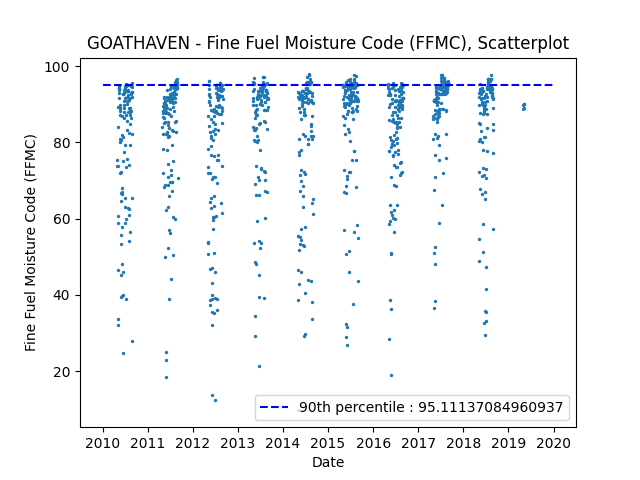 GOATHAVEN - Fine Fuel Moisture Code (FFMC), Scatterplot
Fine Fuel Moisture Code (FFMC)
100
80
60
40
20
90th percentile : 95.11137084960937
2010 2011 2012 2013 2014 2015 2016 2017 2018 2019 2020
Date